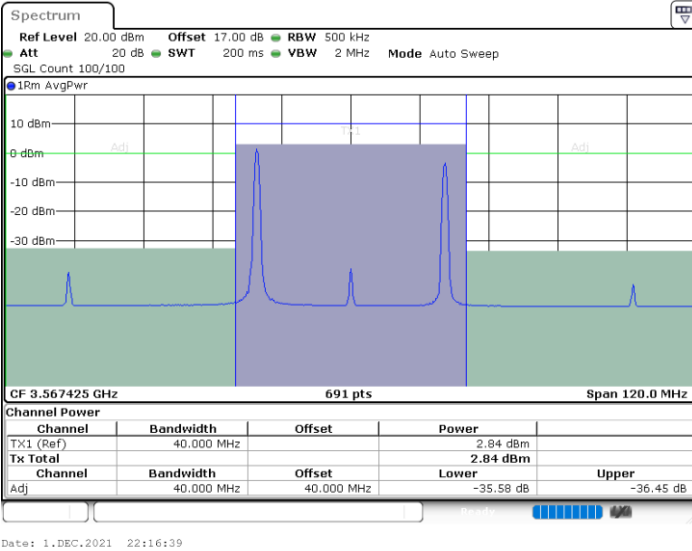 Spectrum
Ref Level 20.00 dBm Offset 17.00 dB RBW 500 kHz
Att 20 dB SWT 200 ms VBW 2 MHz Mode Auto Sweep
SGL Count 100/100
1Rm AvgPwr
10 dBm
TX1
Adj
Adj
0 dBm
-10 dBm
-20 dBm
-30 dBm
CF 3.567425 GHz 691 pts Span 120.0 MHz
Channel Power
Channel Bandwidth Offset Power
TX1 (Ref) 40.000 MHz 2.84 dBm
Tx Total 2.84 dBm
Channel Bandwidth Offset Lower Upper
Adj 40.000 MHz 40.000 MHz -35.58 dB -36.45 dB
Ready
Date: 1.DEC.2021 22:16:39